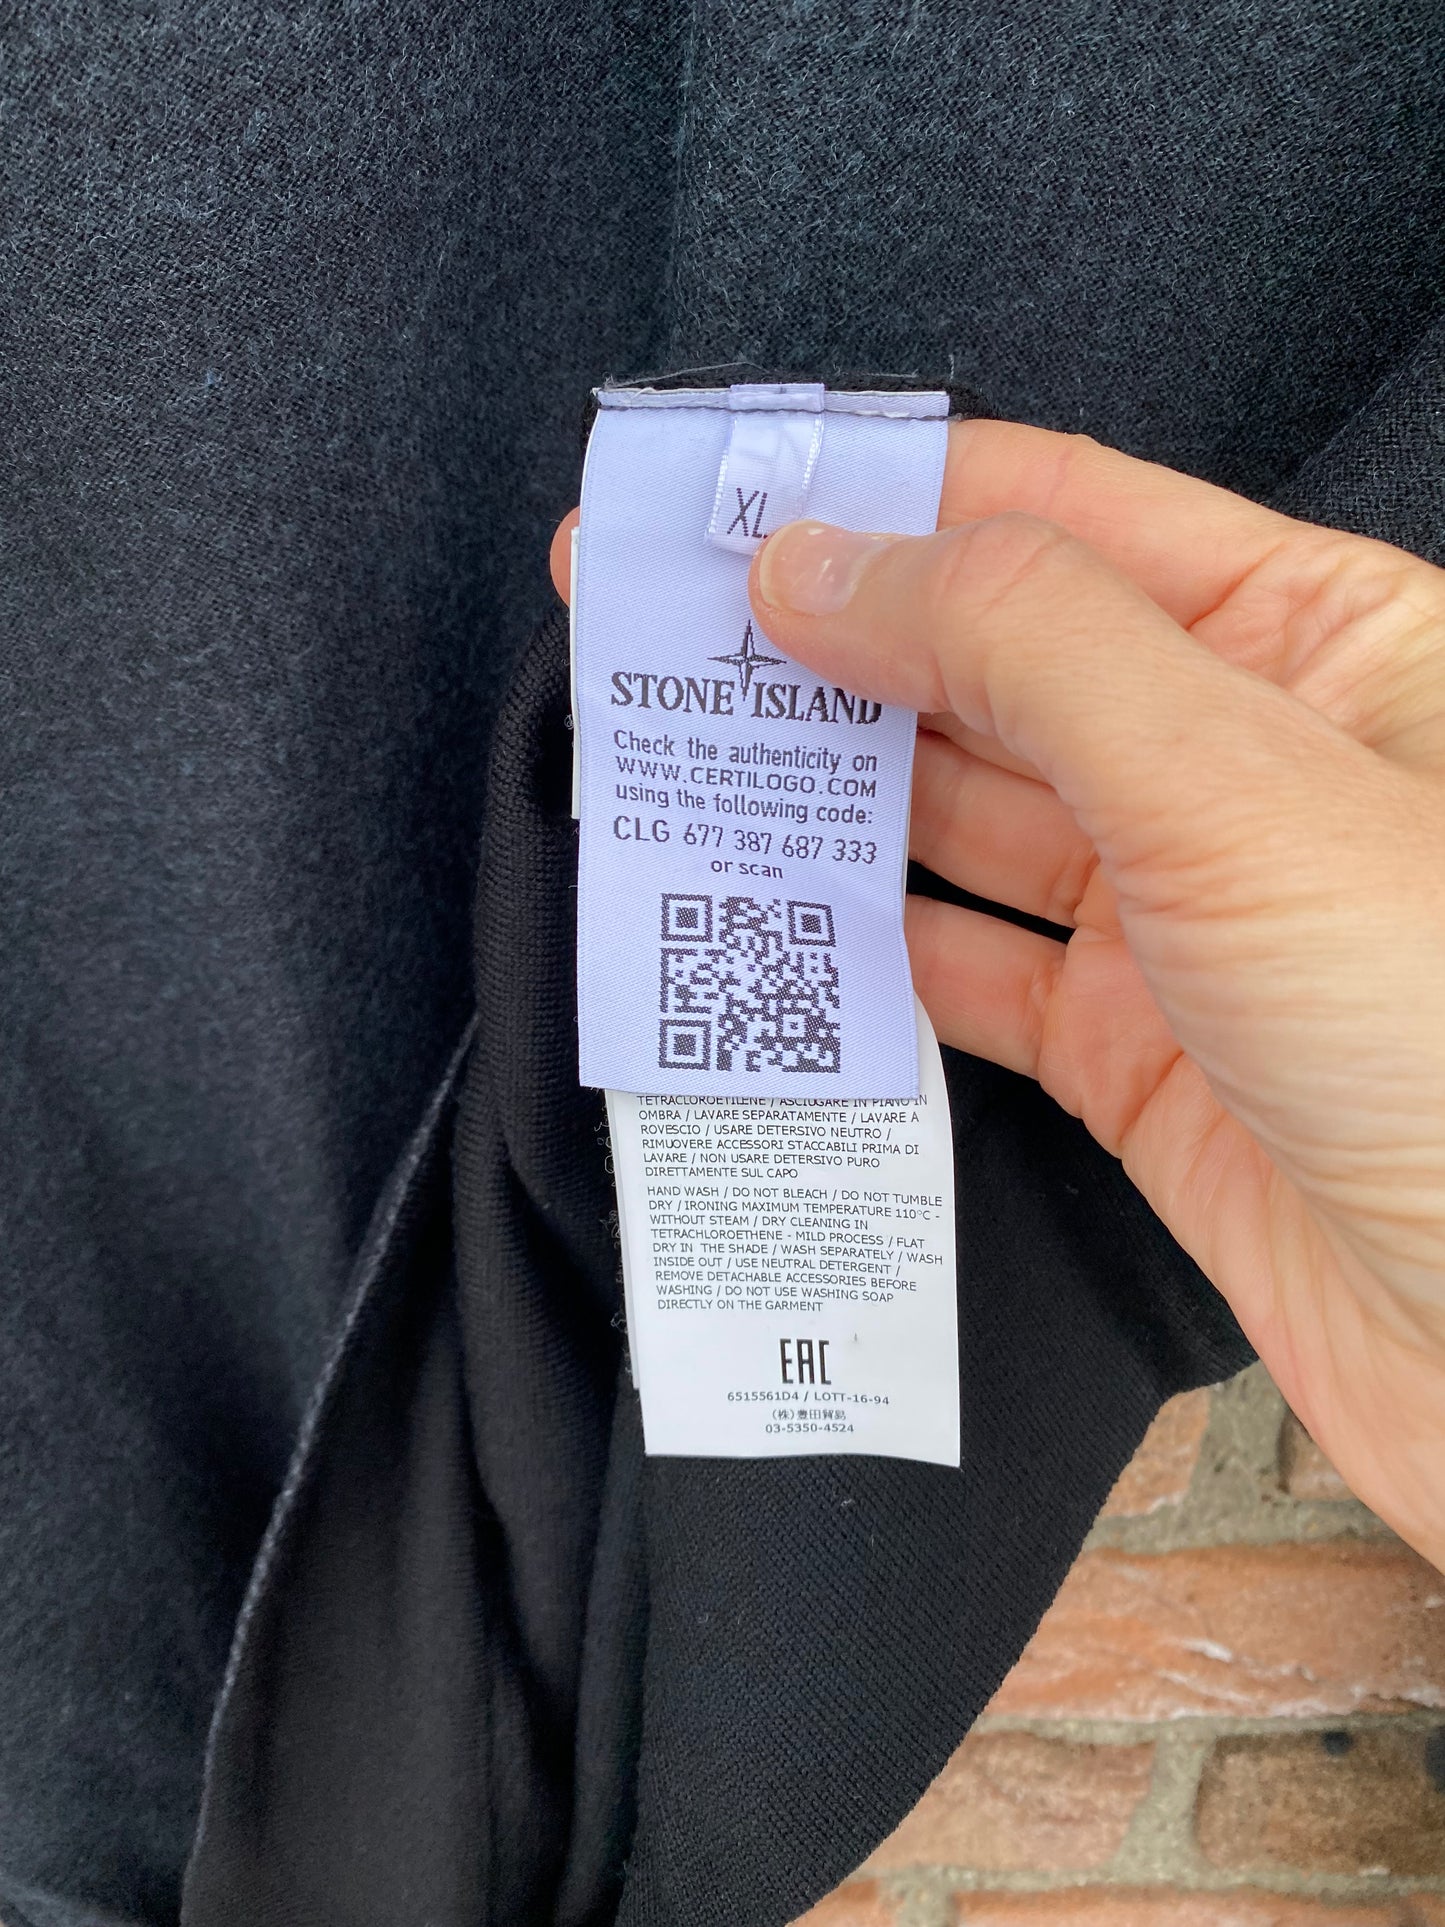 XL
STONE ISLAND
Check the authenticity on
WWW.CERTILOGO.COM
using the following code:
CLG 677 387 687 333
or scan
TETRACLOROETILENE / ASCIUGARE IN PIANO IN
OMBRA / LAVARE SEPARATAMENTE / LAVARE A
ROVESCIO / USARE DETERSIVO NEUTRO /
RIMUOVERE ACCESSORI STACCABILI PRIMA DI
LAVARE / NON USARE DETERSIVO PURO
DIRETTAMENTE SUL CAPO
HAND WASH / DO NOT BLEACH / DO NOT TUMBLE
DRY / IRONING MAXIMUM TEMPERATURE 110°C -
WITHOUT STEAM / DRY CLEANING IN
TETRACHLOROETHENE - MILD PROCESS / FLAT
DRY IN THE SHADE / WASH SEPARATELY / WASH
INSIDE OUT / USE NEUTRAL DETERGENT /
REMOVE DETACHABLE ACCESSORIES BEFORE
WASHING / DO NOT USE WASHING SOAP
DIRECTLY ON THE GARMENT
EAC
6515561D4 / LOTT-16-94
(株)豊田貿島
03-5350-4524